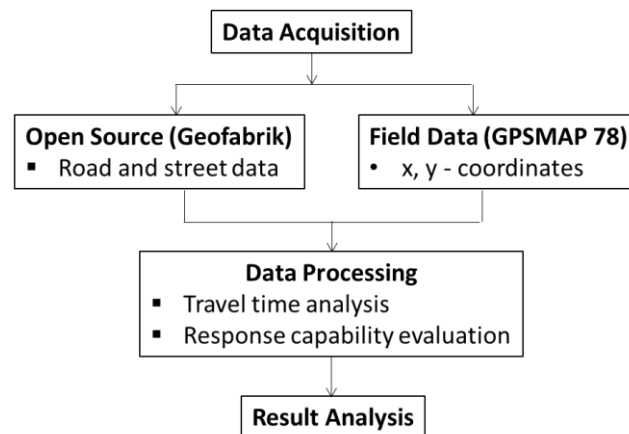 Data Acquisition
Open Source (Geofabrik)
▪ Road and street data
Field Data (GPSMAP 78)
• x, y - coordinates
Data Processing
▪ Travel time analysis
▪ Response capability evaluation
Result Analysis